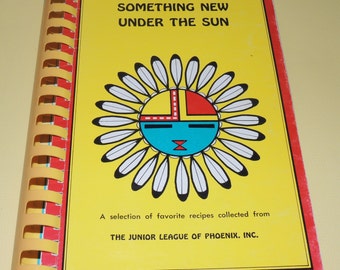 SOMETHING NEW
UNDER THE SUN
A selection of favorite recipes collected from
THE JUNIOR LEAGUE OF PHOENIX, INC.